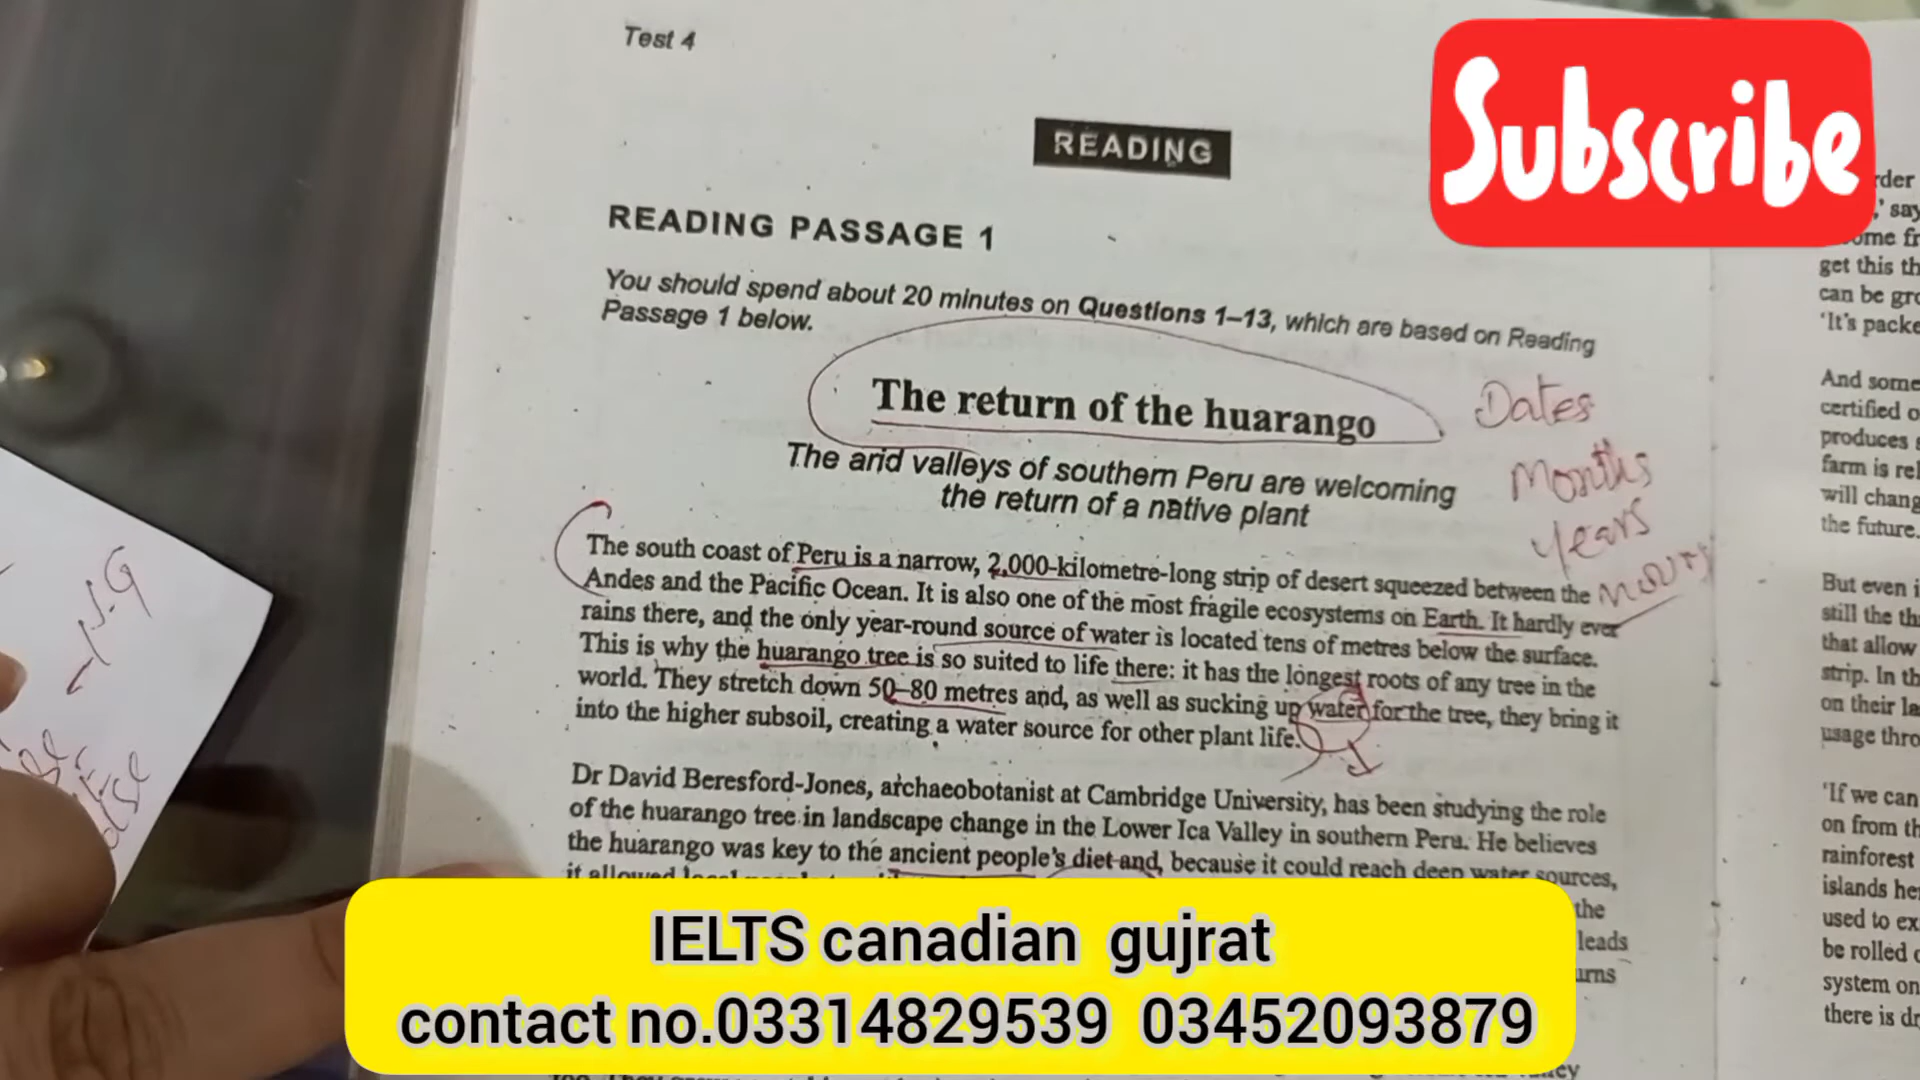 Test 4
Subscribe
READING
READING PASSAGE 1
You should spend about 20 minutes on Questions 1–13, which are based on Reading
Passage 1 below.
The return of the huarango
The arid valleys of southern Peru are welcoming
the return of a native plant
Dates
Months
Years
The south coast of Peru is a narrow, 2,000-kilometre-long strip of desert squeezed between the
Andes and the Pacific Ocean. It is also one of the most fragile ecosystems on Earth. It hardly ever
rains there, and the only year-round source of water is located tens of metres below the surface.
This is why the huarango tree is so suited to life there: it has the longest roots of any tree in the
world. They stretch down 50–80 metres and, as well as sucking up water for the tree, they bring it
into the higher subsoil, creating a water source for other plant life.
Dr David Beresford-Jones, archaeobotanist at Cambridge University, has been studying the role
of the huarango tree in landscape change in the Lower Ica Valley in southern Peru. He believes
the huarango was key to the ancient people's diet and, because it could reach deep water sources,
it allowed
the
leads
N.G
IELTS canadian gujrat
contact no.03314829539 03452093879
get this
can be
'It's
And some
certified
produces
farm is
will
the future.
But even
still the
that allow
strip. In
on their
usage
'If we can
on from
rainforest
islands
used to
be rolled
system on
there is